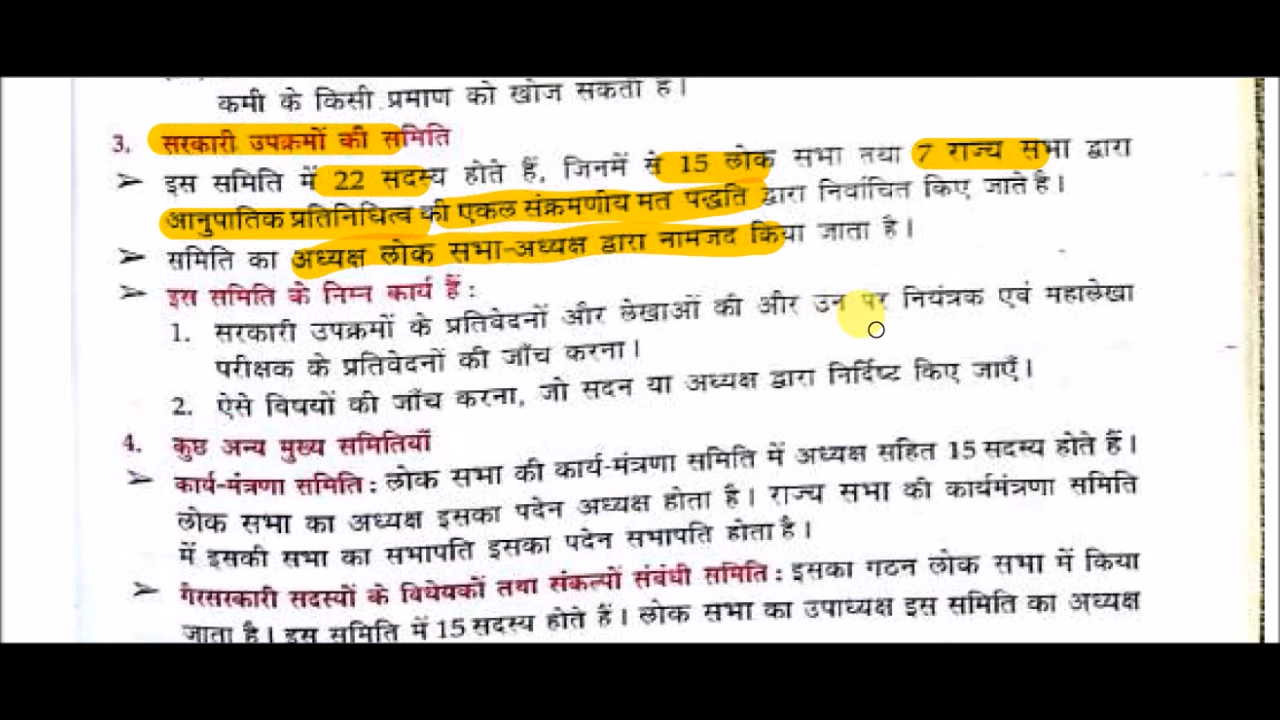 कमी के किसी प्रमाण को खोज सकती है।
3. सरकारी उपक्रमों की समिति
➢ इस समिति में 22 सदस्य होते हैं, जिनमें से 15 लोक सभा तथा 7 राज्य सभा द्वारा
आनुपातिक प्रतिनिधित्व की एकल संक्रमणीय मत पद्धति द्वारा निर्वाचित किए जाते है।
➢ समिति का अध्यक्ष लोक सभा-अध्यक्ष द्वारा नामजद किया जाता है।
➢ इस समिति के निम्न कार्य हैं :
1. सरकारी उपक्रमों के प्रतिवेदनों और लेखाओं की और उन पर नियंत्रक एवं महालेखा
परीक्षक के प्रतिवेदनों की जाँच करना।
2. ऐसे विषयों की जाँच करना, जो सदन या अध्यक्ष द्वारा निर्दिष्ट किए जाएँ।
4. कुछ अन्य मुख्य समितियाँ
➢ कार्य-मंत्रणा समिति : लोक सभा की कार्य-मंत्रणा समिति में अध्यक्ष सहित 15 सदस्य होते हैं।
लोक सभा का अध्यक्ष इसका पदेन अध्यक्ष होता है। राज्य सभा की कार्यमंत्रणा समिति
में इसकी सभा का सभापति इसका पदेन सभापति होता है।
➢ गैरसरकारी सदस्यों के विधेयकों तथा संकल्पों संबंधी समिति : इसका गठन लोक सभा में किया
जाता है। इस समिति में 15 सदस्य होते हैं। लोक सभा का उपाध्यक्ष इस समिति का अध्यक्ष